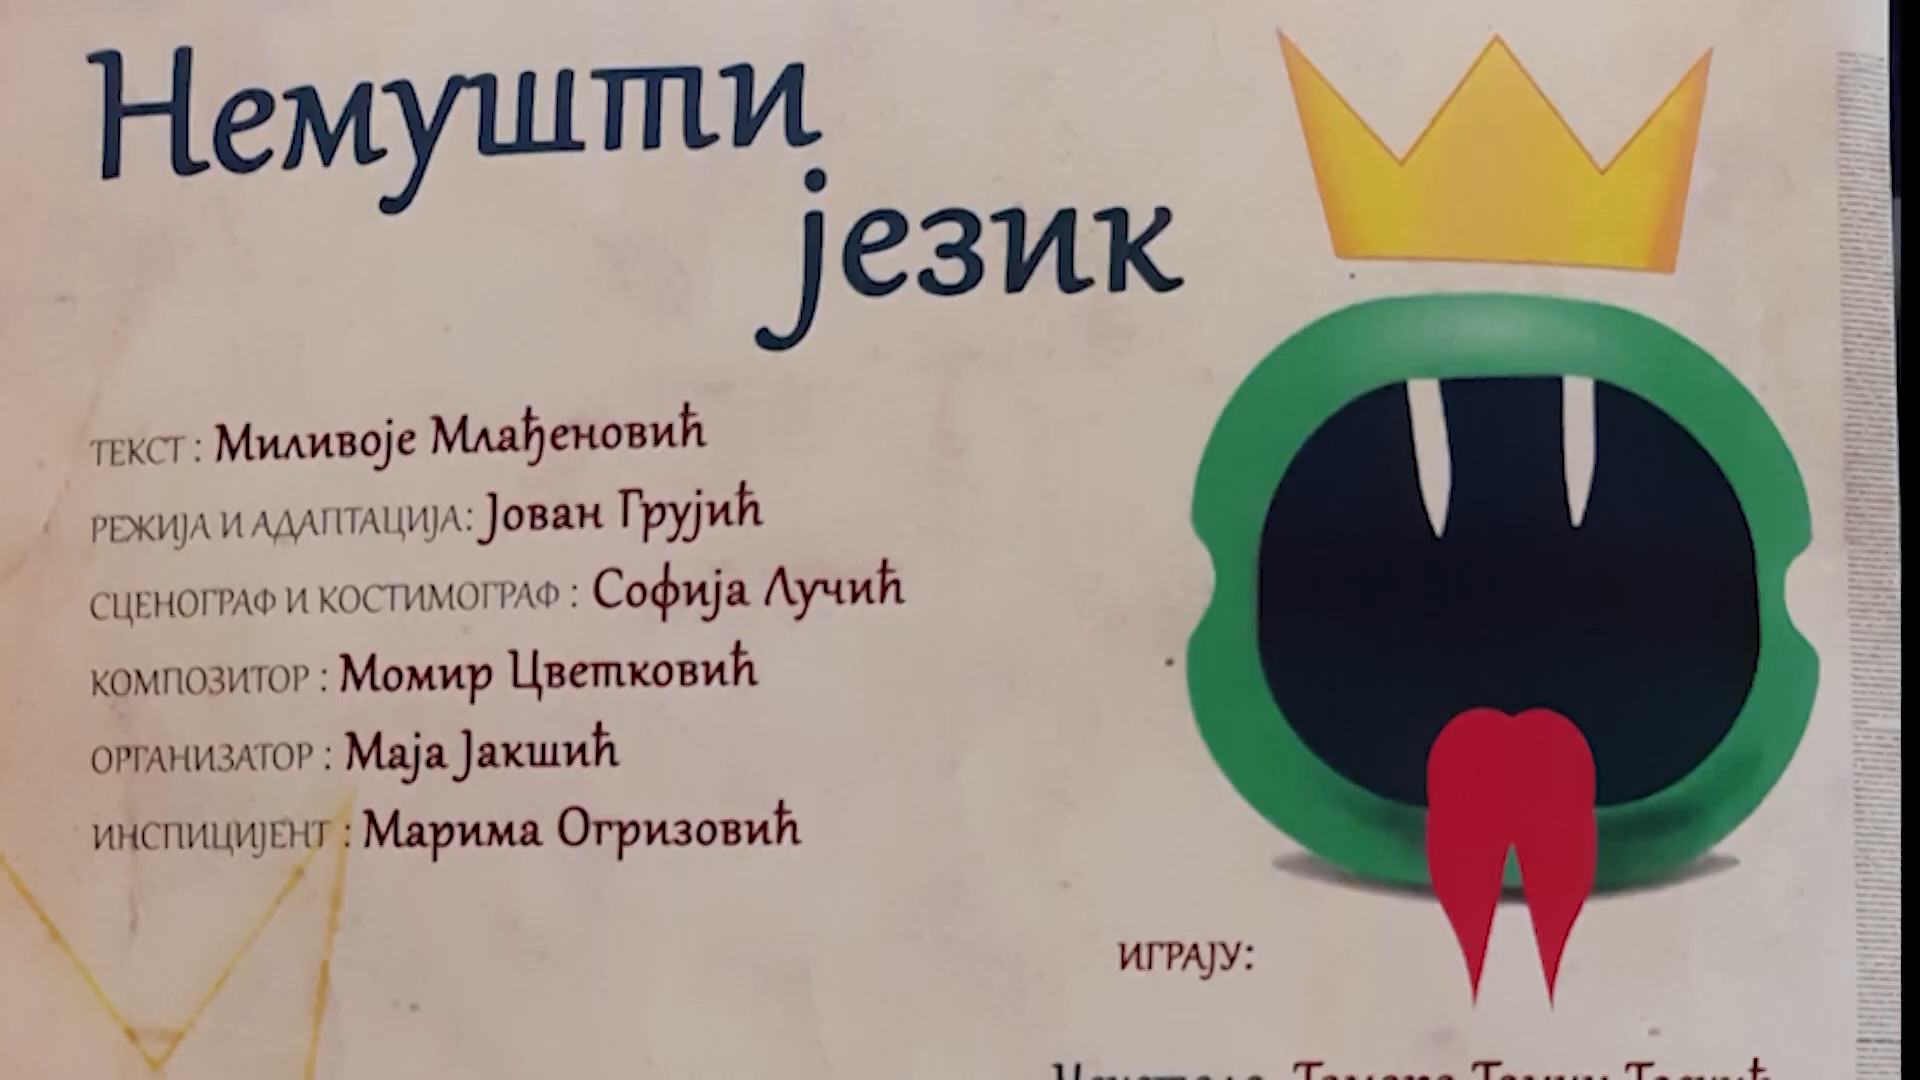 Немушти
језик
ТЕКСТ : Миливоје Млађеновић
РЕЖИЈА И АДАПТАЦИЈА: Јован Грујић
СЦЕНОГРАФ И КОСТИМОГРАФ : Софија Лучић
КОМПОЗИТОР : Момир Цветковић
ОРГАНИЗАТОР : Маја Јакшић
ИНСПИЦИЈЕНТ : Марима Огризовић
ИГРАЈУ: